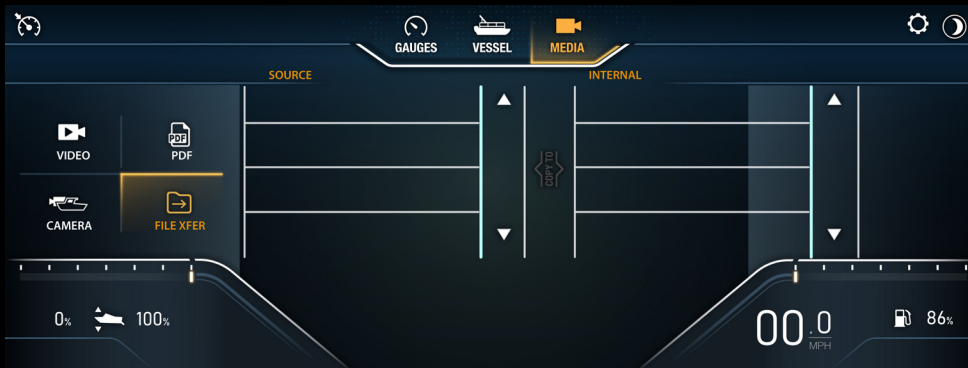 GAUGES
VESSEL
MEDIA
SOURCE
INTERNAL
VIDEO
PDF
PDF
COPY TO
CAMERA
FILE XFER
0%
100%
00.0
MPH
86%